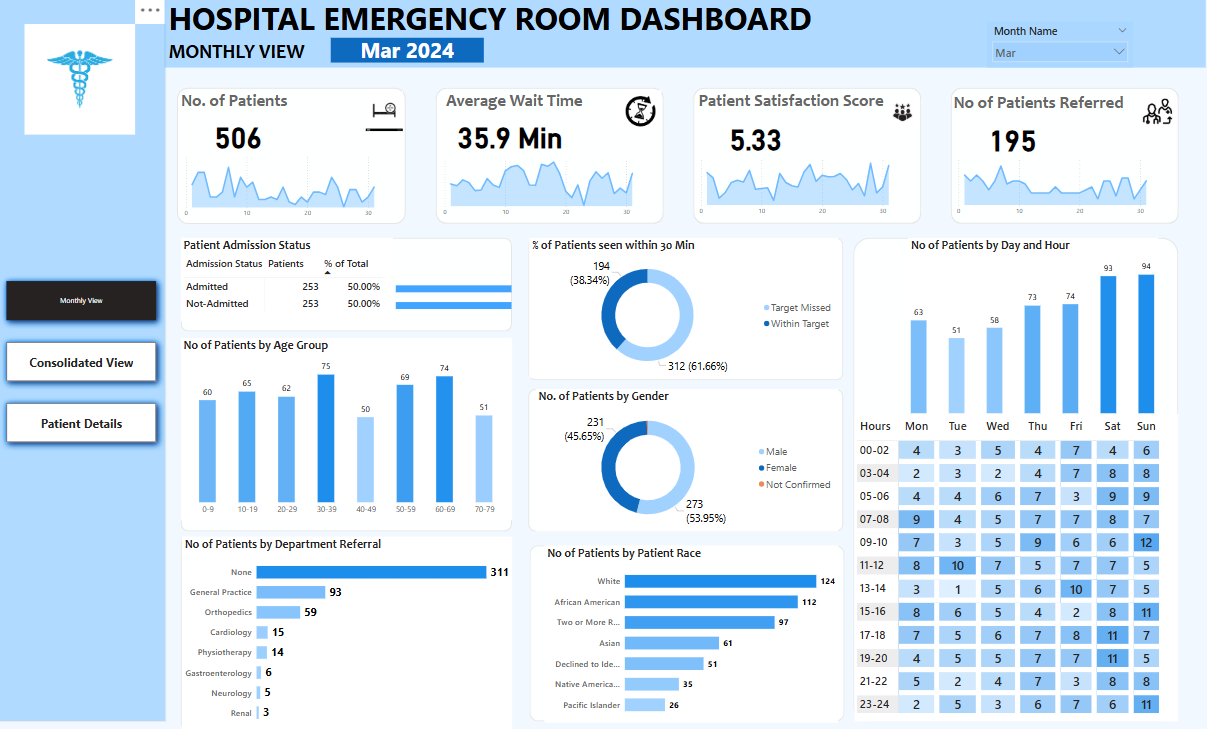 HOSPITAL EMERGENCY ROOM DASHBOARD
MONTHLY VIEW
Mar 2024
Month Name
Mar
No. of Patients
506
0 10 20 30
Average Wait Time
35.9 Min
0 10 20 30
Patient Satisfaction Score
5.33
0 10 20 30
No of Patients Referred
195
0 10 20 30
Monthly View
Consolidated View
Patient Details
Patient Admission Status
Admission Status Patients % of Total
Admitted 253 50.00%
Not-Admitted 253 50.00%
No of Patients by Age Group
60 65 62 75 50 69 74 51
0-9 10-19 20-29 30-39 40-49 50-59 60-69 70-79
No of Patients by Department Referral
None 311
General Practice 93
Orthopedics 59
Cardiology 15
Physiotherapy 14
Gastroenterology 6
Neurology 5
Renal 3
% of Patients seen within 30 Min
194
(38.34%)
312 (61.66%)
Target Missed
Within Target
No. of Patients by Gender
231
(45.65%)
273
(53.95%)
Male
Female
Not Confirmed
No of Patients by Patient Race
White 124
African American 112
Two or More R... 97
Asian 61
Declined to Ide... 51
Native America... 35
Pacific Islander 26
No of Patients by Day and Hour
63 51 58 73 74 93 94
Hours Mon Tue Wed Thu Fri Sat Sun
00-02 4 3 5 4 7 4 6
03-04 2 3 2 4 7 8 8
05-06 4 4 6 7 3 9 9
07-08 9 4 5 7 7 8 7
09-10 7 3 5 9 6 6 12
11-12 8 10 7 5 7 7 5
13-14 3 1 5 6 10 7 5
15-16 8 6 5 4 2 8 11
17-18 7 5 6 7 8 11 7
19-20 4 5 5 7 7 11 5
21-22 5 2 4 7 3 8 8
23-24 2 5 3 6 7 6 11